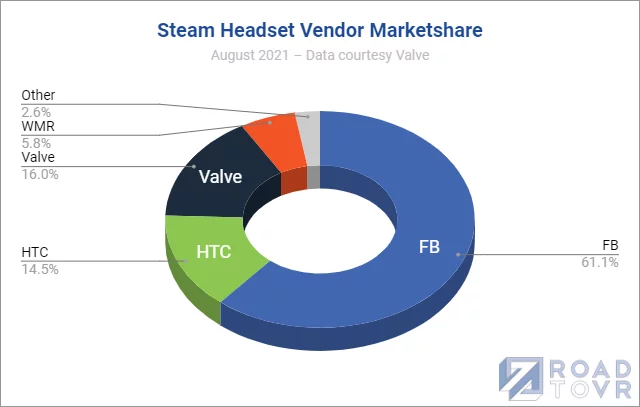 Steam Headset Vendor Marketshare
August 2021 – Data courtesy Valve
Other
2.6%
WMR
5.8%
Valve
16.0%
HTC
14.5%
Valve
HTC
FB
FB
61.1%
ROAD
TOVR